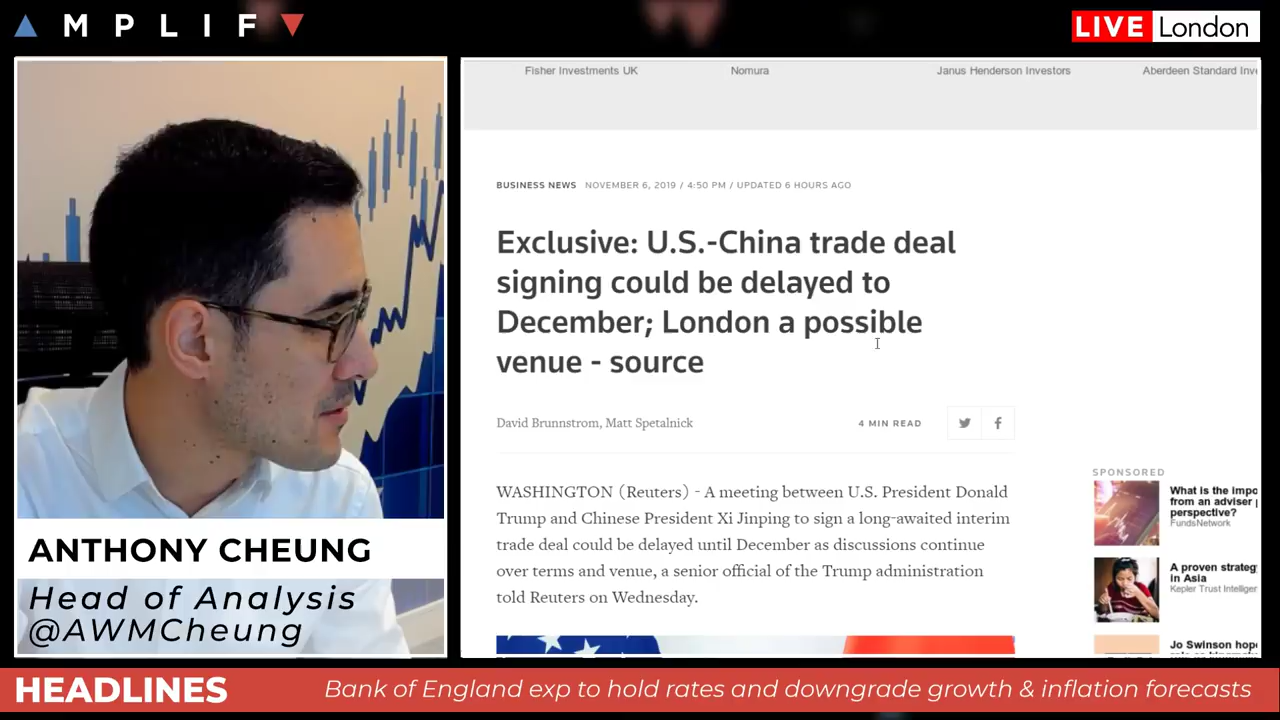 AMPLIFY
LIVE London
Fisher Investments UK
Nomura
Janus Henderson Investors
Aberdeen Standard Inve
BUSINESS NEWS NOVEMBER 6, 2019 / 4:50 PM / UPDATED 6 HOURS AGO
Exclusive: U.S.-China trade deal
signing could be delayed to
December; London a possible
venue - source
David Brunnstrom, Matt Spetalnick
4 MIN READ
WASHINGTON (Reuters) - A meeting between U.S. President Donald
Trump and Chinese President Xi Jinping to sign a long-awaited interim
trade deal could be delayed until December as discussions continue
over terms and venue, a senior official of the Trump administration
told Reuters on Wednesday.
SPONSORED
What is the impo
from an adviser
perspective?
FundsNetwork
A proven strateg
in Asia
Kepler Trust Intelliger
Jo Swinson hope
ANTHONY CHEUNG
Head of Analysis
@AWMCheung
HEADLINES
Bank of England exp to hold rates and downgrade growth & inflation forecasts